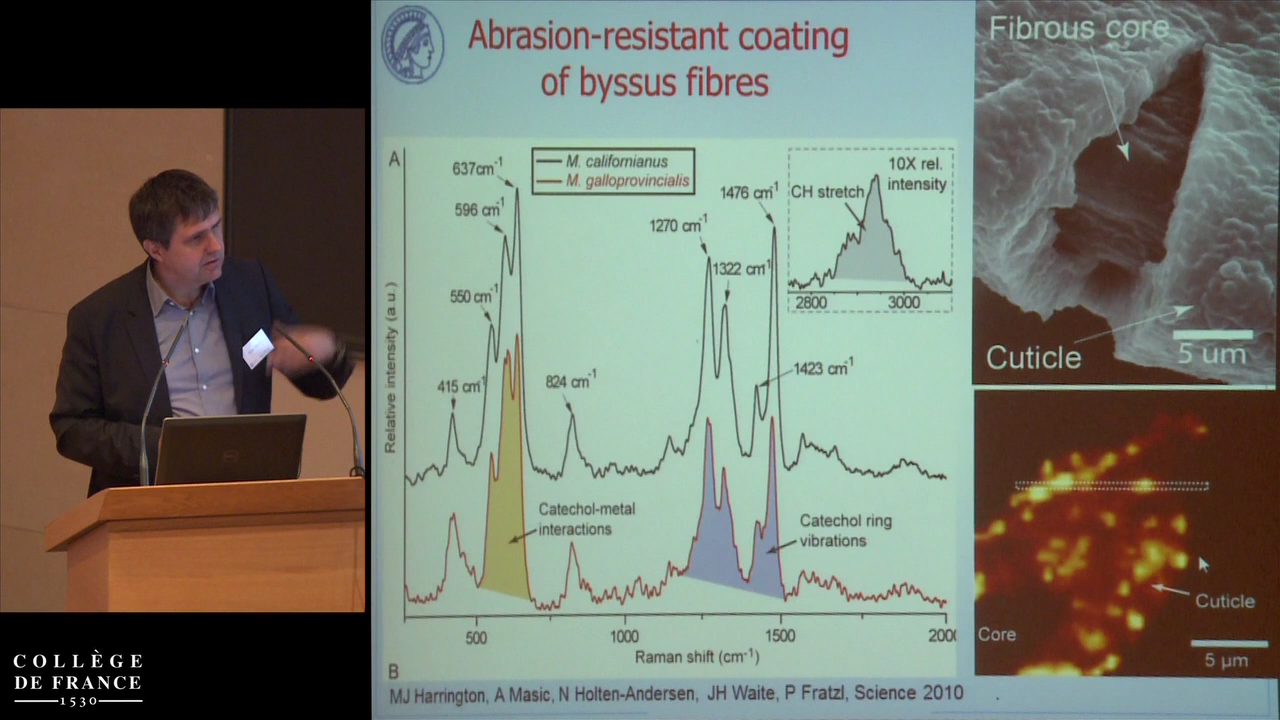 Abrasion-resistant coating
of byssus fibres
A
637cm-1
596 cm-1
550 cm-1
415 cm-1
824 cm-1
M. californianus
M. galloprovincialis
1270 cm-1
1476 cm-1
1322 cm-1
1423 cm-1
10X rel.
intensity
CH stretch
2800
3000
Relative intensity (a.u.)
Catechol-metal
interactions
Catechol ring
vibrations
500
1000
1500
2000
Raman shift (cm-1)
B
MJ Harrington, A Masic, N Holten-Andersen, JH Waite, P Fratzl, Science 2010
Fibrous core
Cuticle
5 um
Cuticle
Core
5 µm
COLLÈGE
DE FRANCE
1530